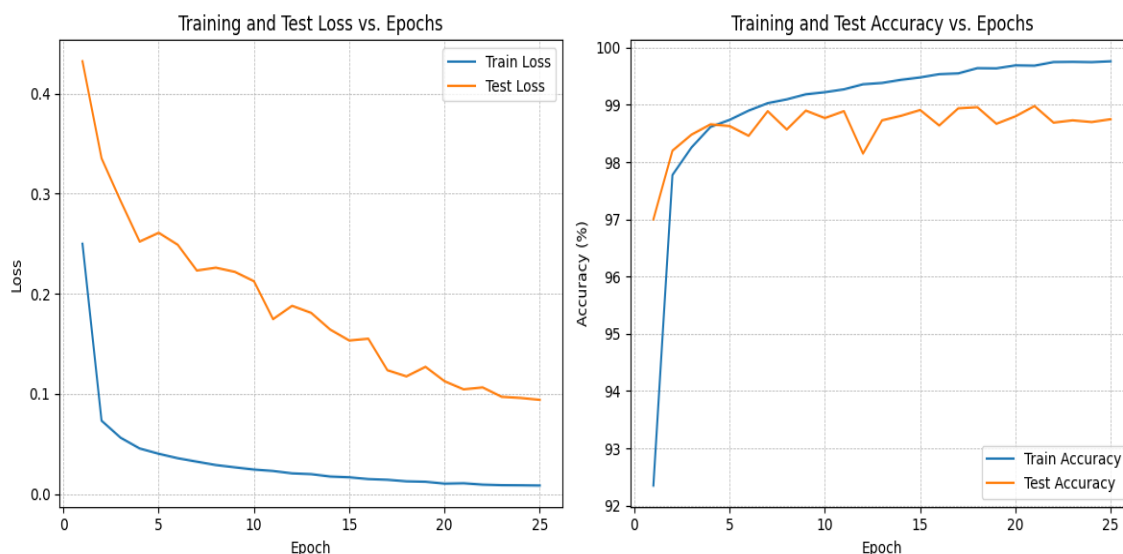 Training and Test Loss vs. Epochs
Train Loss
Test Loss
0.4
0.3
0.2
0.1
0.0
Loss
0 5 10 15 20 25
Epoch
Training and Test Accuracy vs. Epochs
100
99
98
97
96
95
94
93
92
Accuracy (%)
Train Accuracy
Test Accuracy
0 5 10 15 20 25
Epoch